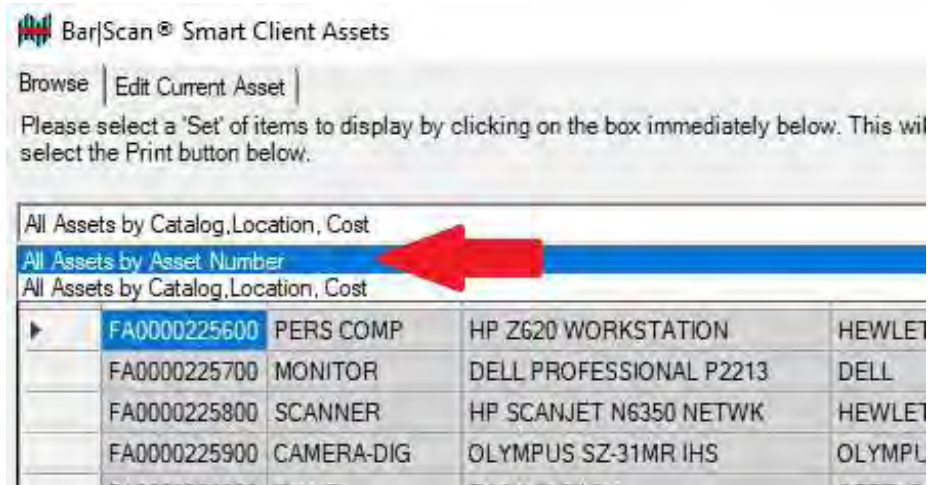 Bar|Scan® Smart Client Assets
Browse Edit Current Asset
Please select a 'Set' of items to display by clicking on the box immediately below. This wil
select the Print button below.
All Assets by Catalog,Location, Cost
All Assets by Asset Number
All Assets by Catalog,Location, Cost
FA0000225600 PERS COMP HP Z620 WORKSTATION HEWLET
FA0000225700 MONITOR DELL PROFESSIONAL P2213 DELL
FA0000225800 SCANNER HP SCANJET N6350 NETWK HEWLET
FA0000225900 CAMERA-DIG OLYMPUS SZ-31MR IHS OLYMPU